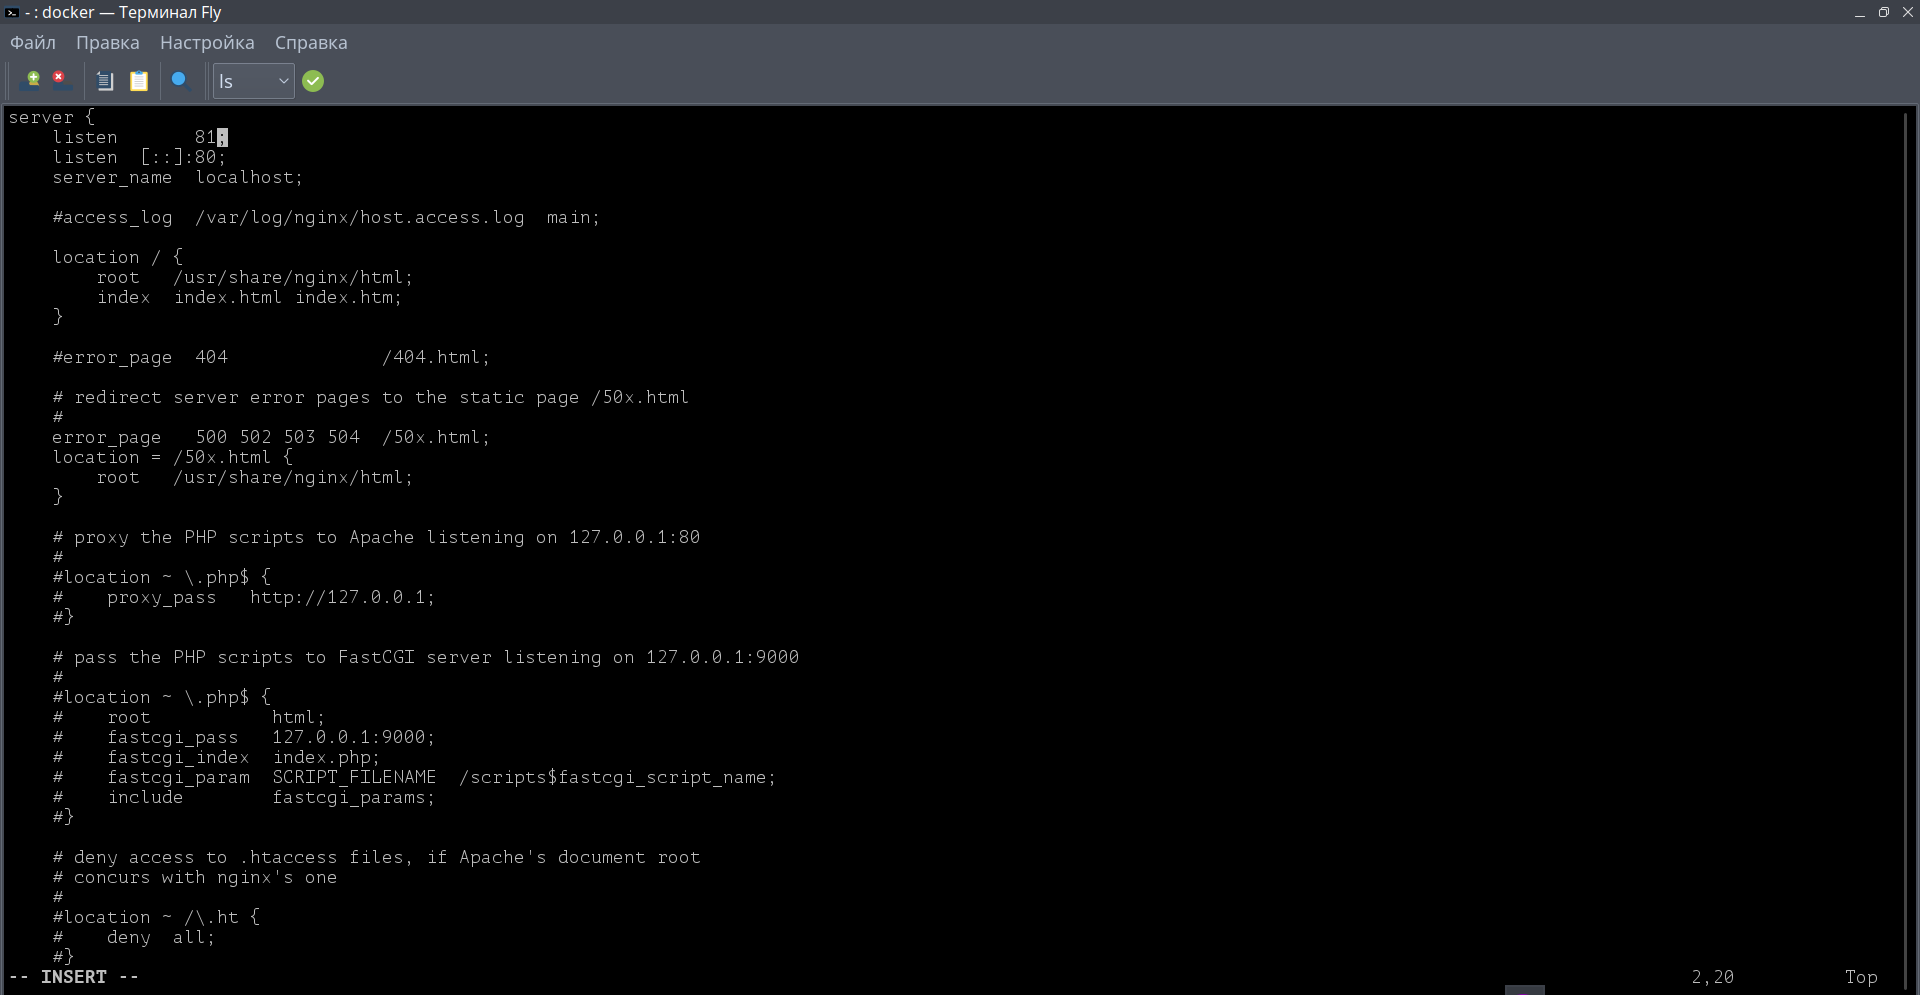 - : docker — Терминал Fly
Файл Правка Настройка Справка
ls
server {
    listen       81;
    listen  [::]:80;
    server_name  localhost;

    #access_log  /var/log/nginx/host.access.log  main;

    location / {
        root   /usr/share/nginx/html;
        index  index.html index.htm;
    }

    #error_page  404              /404.html;

    # redirect server error pages to the static page /50x.html
    #
    error_page   500 502 503 504  /50x.html;
    location = /50x.html {
        root   /usr/share/nginx/html;
    }

    # proxy the PHP scripts to Apache listening on 127.0.0.1:80
    #
    #location ~ \.php$ {
    #    proxy_pass   http://127.0.0.1;
    #}

    # pass the PHP scripts to FastCGI server listening on 127.0.0.1:9000
    #
    #location ~ \.php$ {
    #    root           html;
    #    fastcgi_pass   127.0.0.1:9000;
    #    fastcgi_index  index.php;
    #    fastcgi_param  SCRIPT_FILENAME  /scripts$fastcgi_script_name;
    #    include        fastcgi_params;
    #}

    # deny access to .htaccess files, if Apache's document root
    # concurs with nginx's one
    #
    #location ~ /\.ht {
    #    deny  all;
    #}
-- INSERT -- 2,20 Top